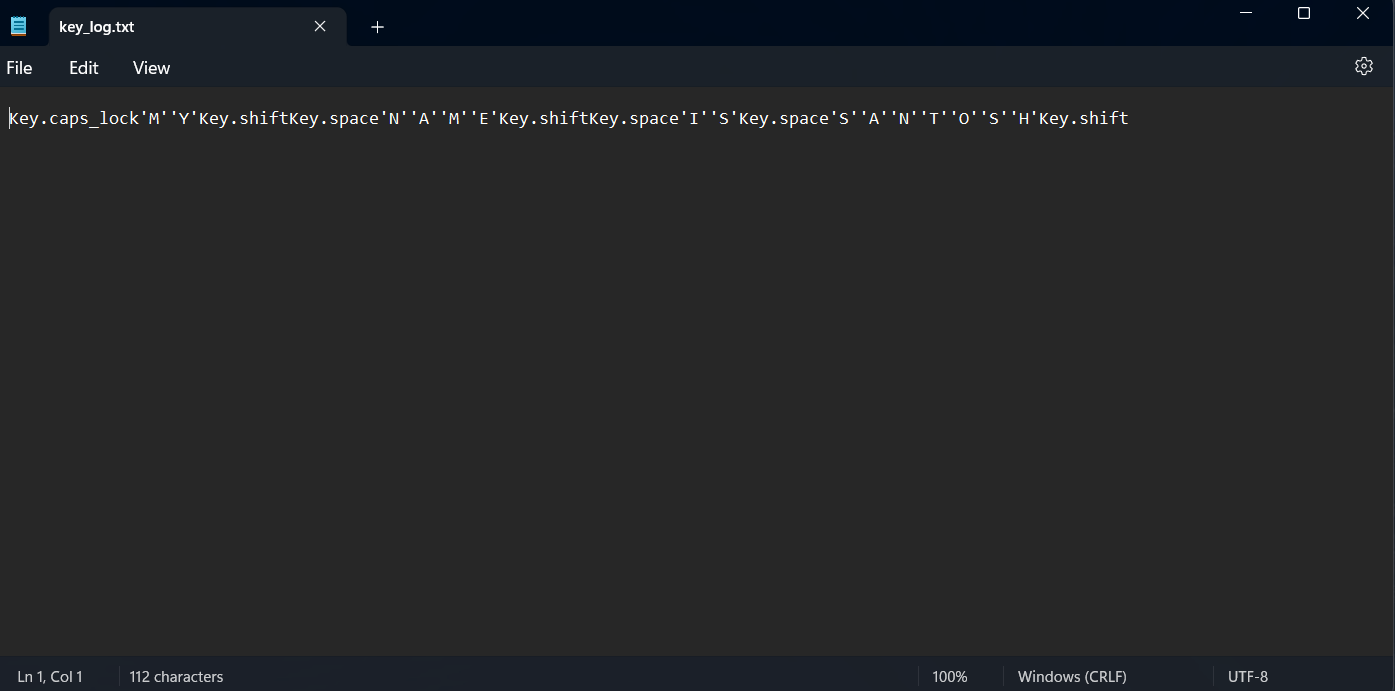 key_log.txt
File Edit View
Key.caps_lock'M''Y'Key.shiftKey.space'N''A''M''E'Key.shiftKey.space'I''S'Key.space'S''A''N''T''O''S''H'Key.shift
Ln 1, Col 1 112 characters 100% Windows (CRLF) UTF-8